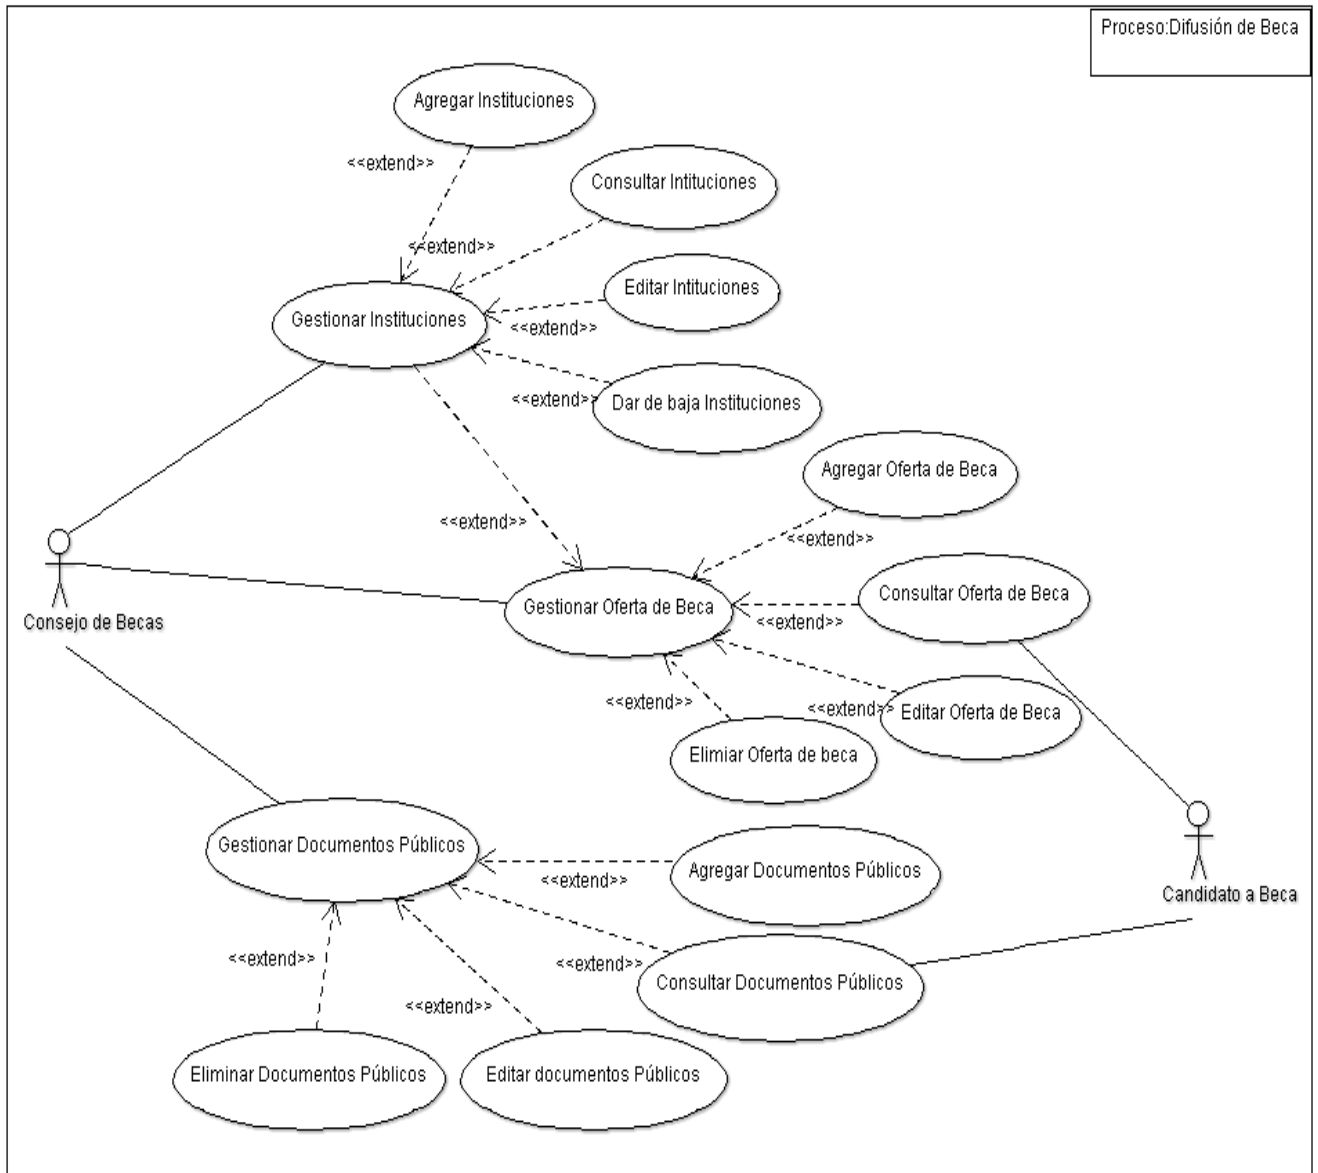 Proceso:Difusión de Beca
Agregar Instituciones
<<extend>>
Consultar Intituciones
<<extend>>
Editar Intituciones
Gestionar Instituciones
<<extend>>
<<extend>>
Dar de baja Instituciones
Agregar Oferta de Beca
<<extend>>
<<extend>>
Consultar Oferta de Beca
Gestionar Oferta de Beca
<<extend>>
Consejo de Becas
<<extend>>
<<extend>>
Editar Oferta de Beca
Elimiar Oferta de beca
Gestionar Documentos Públicos
Agregar Documentos Públicos
<<extend>>
Candidato a Beca
<<extend>>
<<extend>>
Consultar Documentos Públicos
<<extend>>
Eliminar Documentos Públicos
Editar documentos Públicos